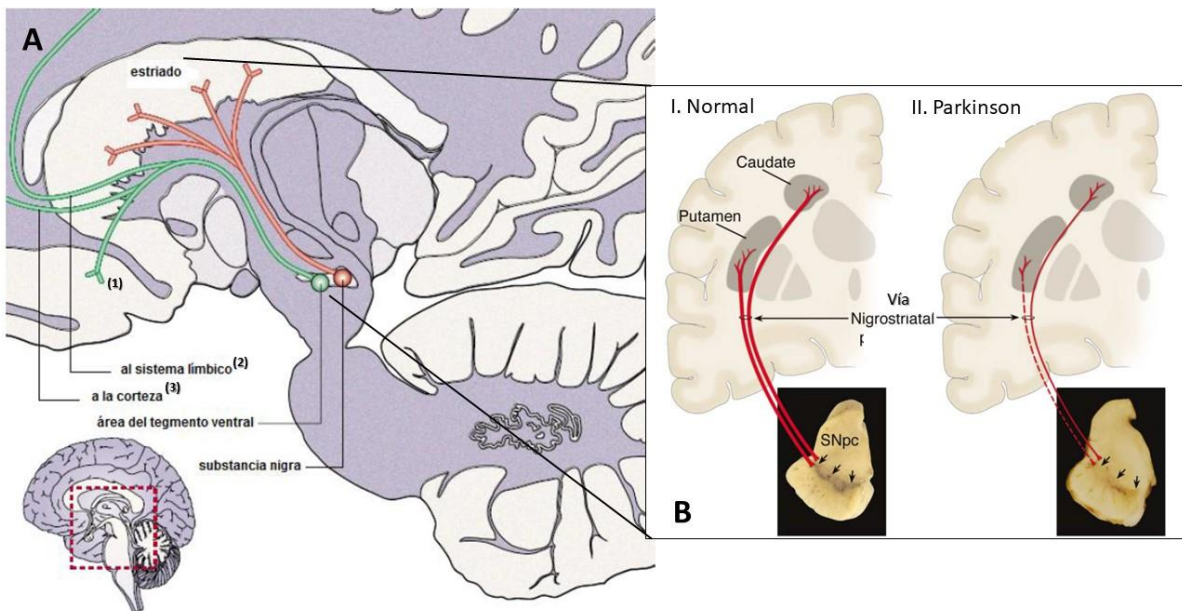 A
estriado
(1)
al sistema límbico(2)
a la corteza (3)
área del tegmento ventral
substancia nigra
I. Normal
II. Parkinson
Caudate
Putamen
Vía
Nigrostriatal
SNpc
B